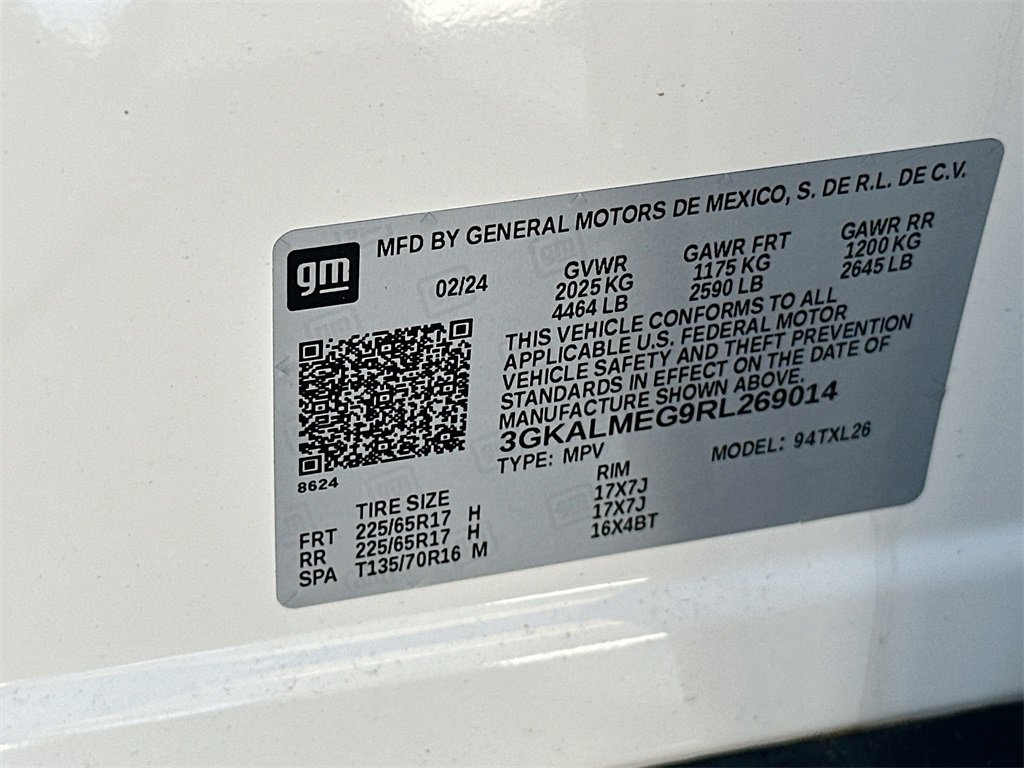 gm
MFD BY GENERAL MOTORS DE MEXICO, S. DE R.L. DE C.V.
02/24
GVWR
2025 KG
4464 LB
GAWR FRT
1175 KG
2590 LB
GAWR RR
1200 KG
2645 LB
THIS VEHICLE CONFORMS TO ALL
APPLICABLE U.S. FEDERAL MOTOR
VEHICLE SAFETY AND THEFT PREVENTION
STANDARDS IN EFFECT ON THE DATE OF
MANUFACTURE SHOWN ABOVE.
3GKALMEG9RL269014
TYPE: MPV
MODEL: 94TXL26
8624
TIRE SIZE RIM
FRT 225/65R17 H 17X7J
RR 225/65R17 H 17X7J
SPA T135/70R16 M 16X4BT